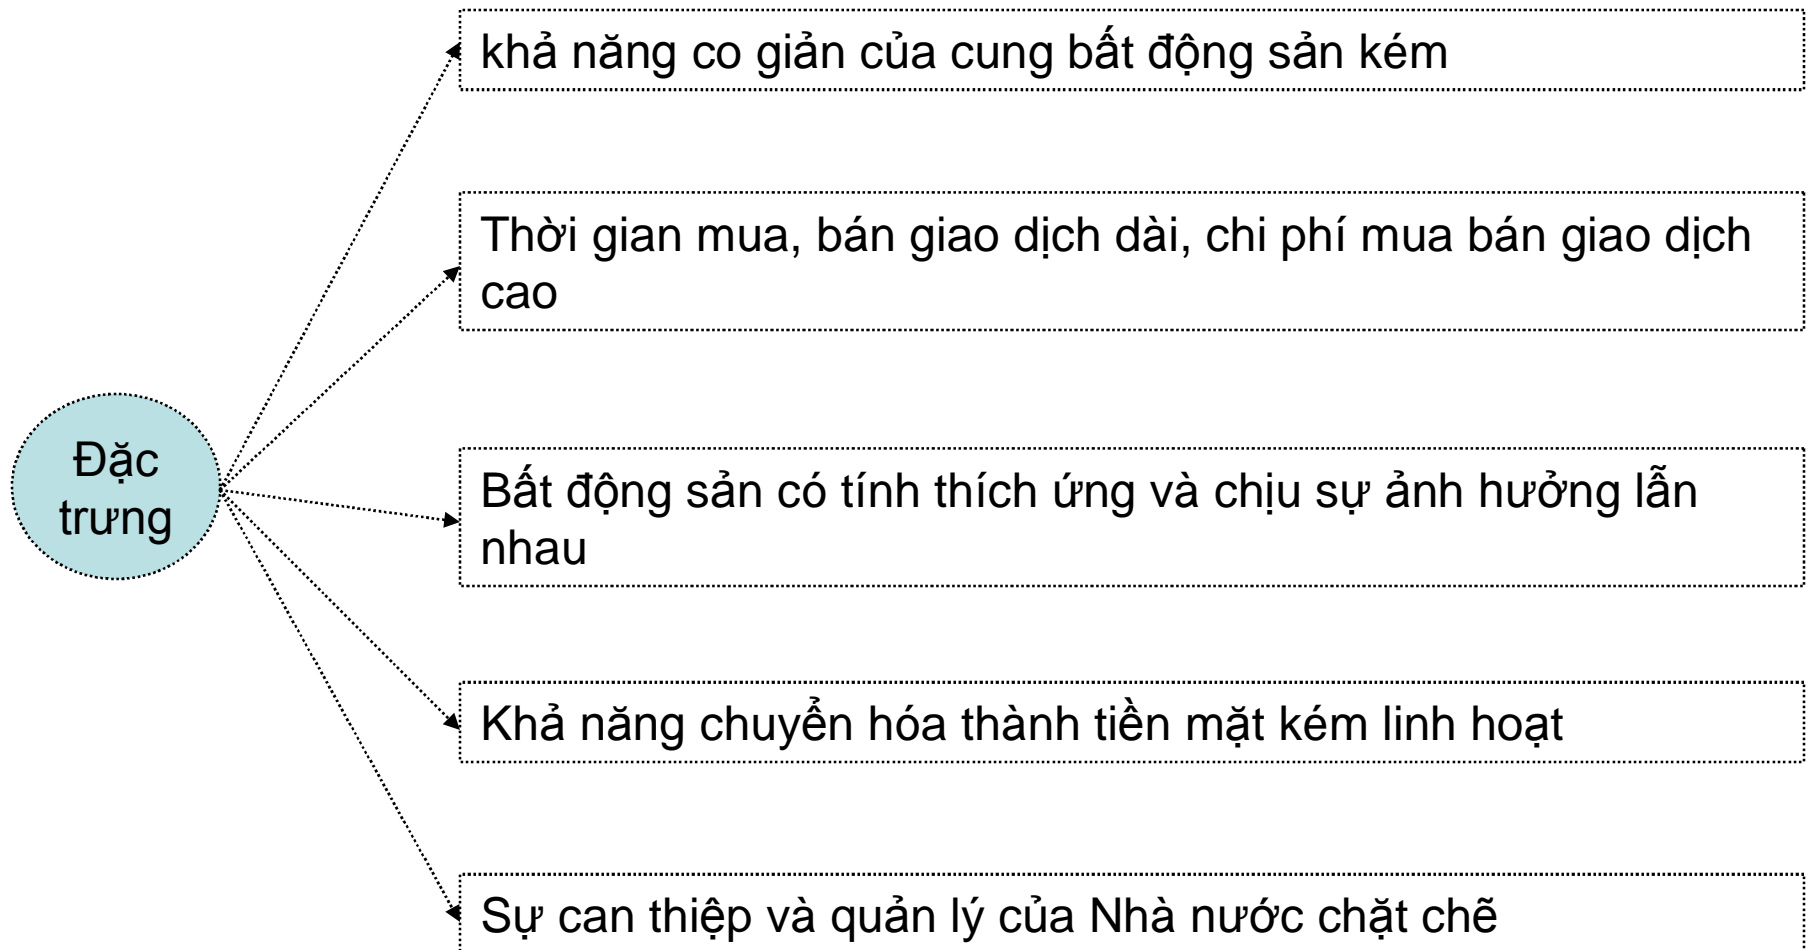 khả năng co giản của cung bất động sản kém
Thời gian mua, bán giao dịch dài, chi phí mua bán giao dịch
cao
Đặc
trưng
Bất động sản có tính thích ứng và chịu sự ảnh hưởng lẫn
nhau
Khả năng chuyển hóa thành tiền mặt kém linh hoạt
Sự can thiệp và quản lý của Nhà nước chặt chẽ